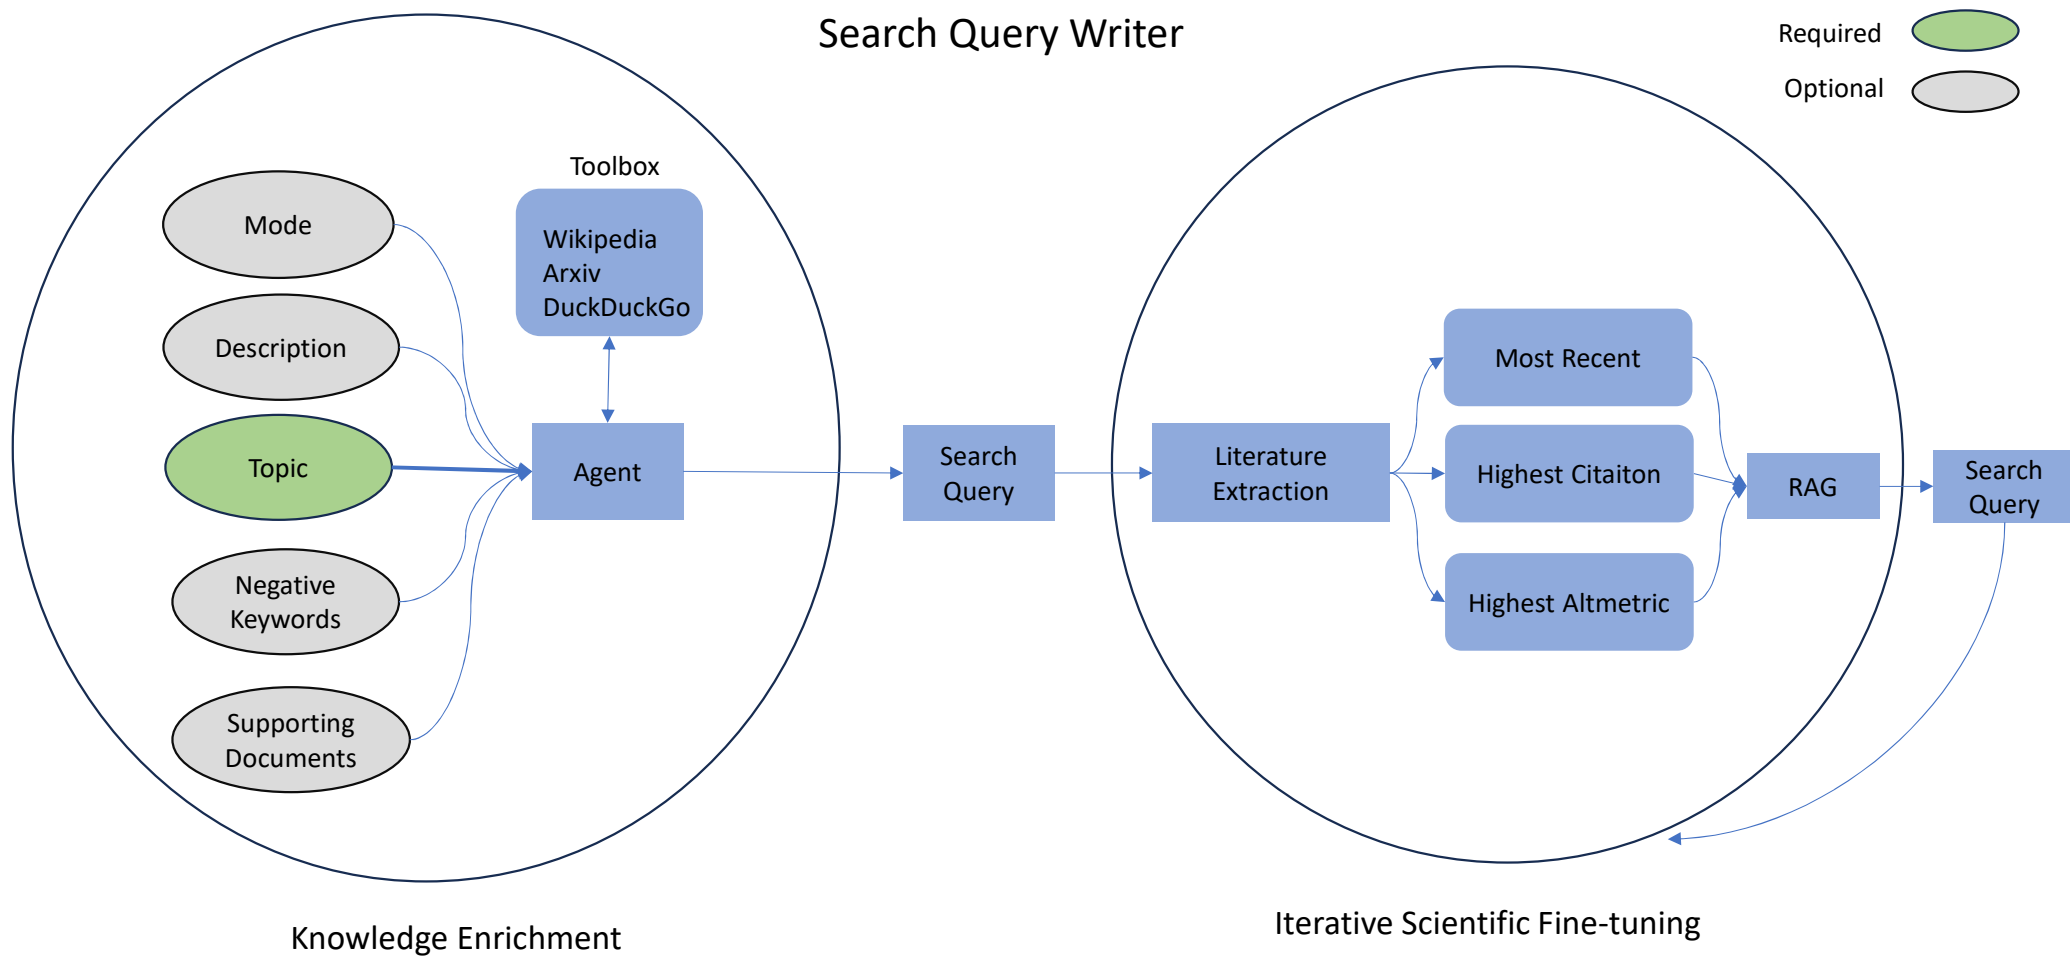 Search Query Writer
Required
Optional
Toolbox
Wikipedia
Arxiv
DuckDuckGo
Mode
Description
Topic
Negative
Keywords
Supporting
Documents
Agent
Search
Query
Literature
Extraction
Most Recent
Highest Citaiton
Highest Altmetric
RAG
Search
Query
Knowledge Enrichment
Iterative Scientific Fine-tuning